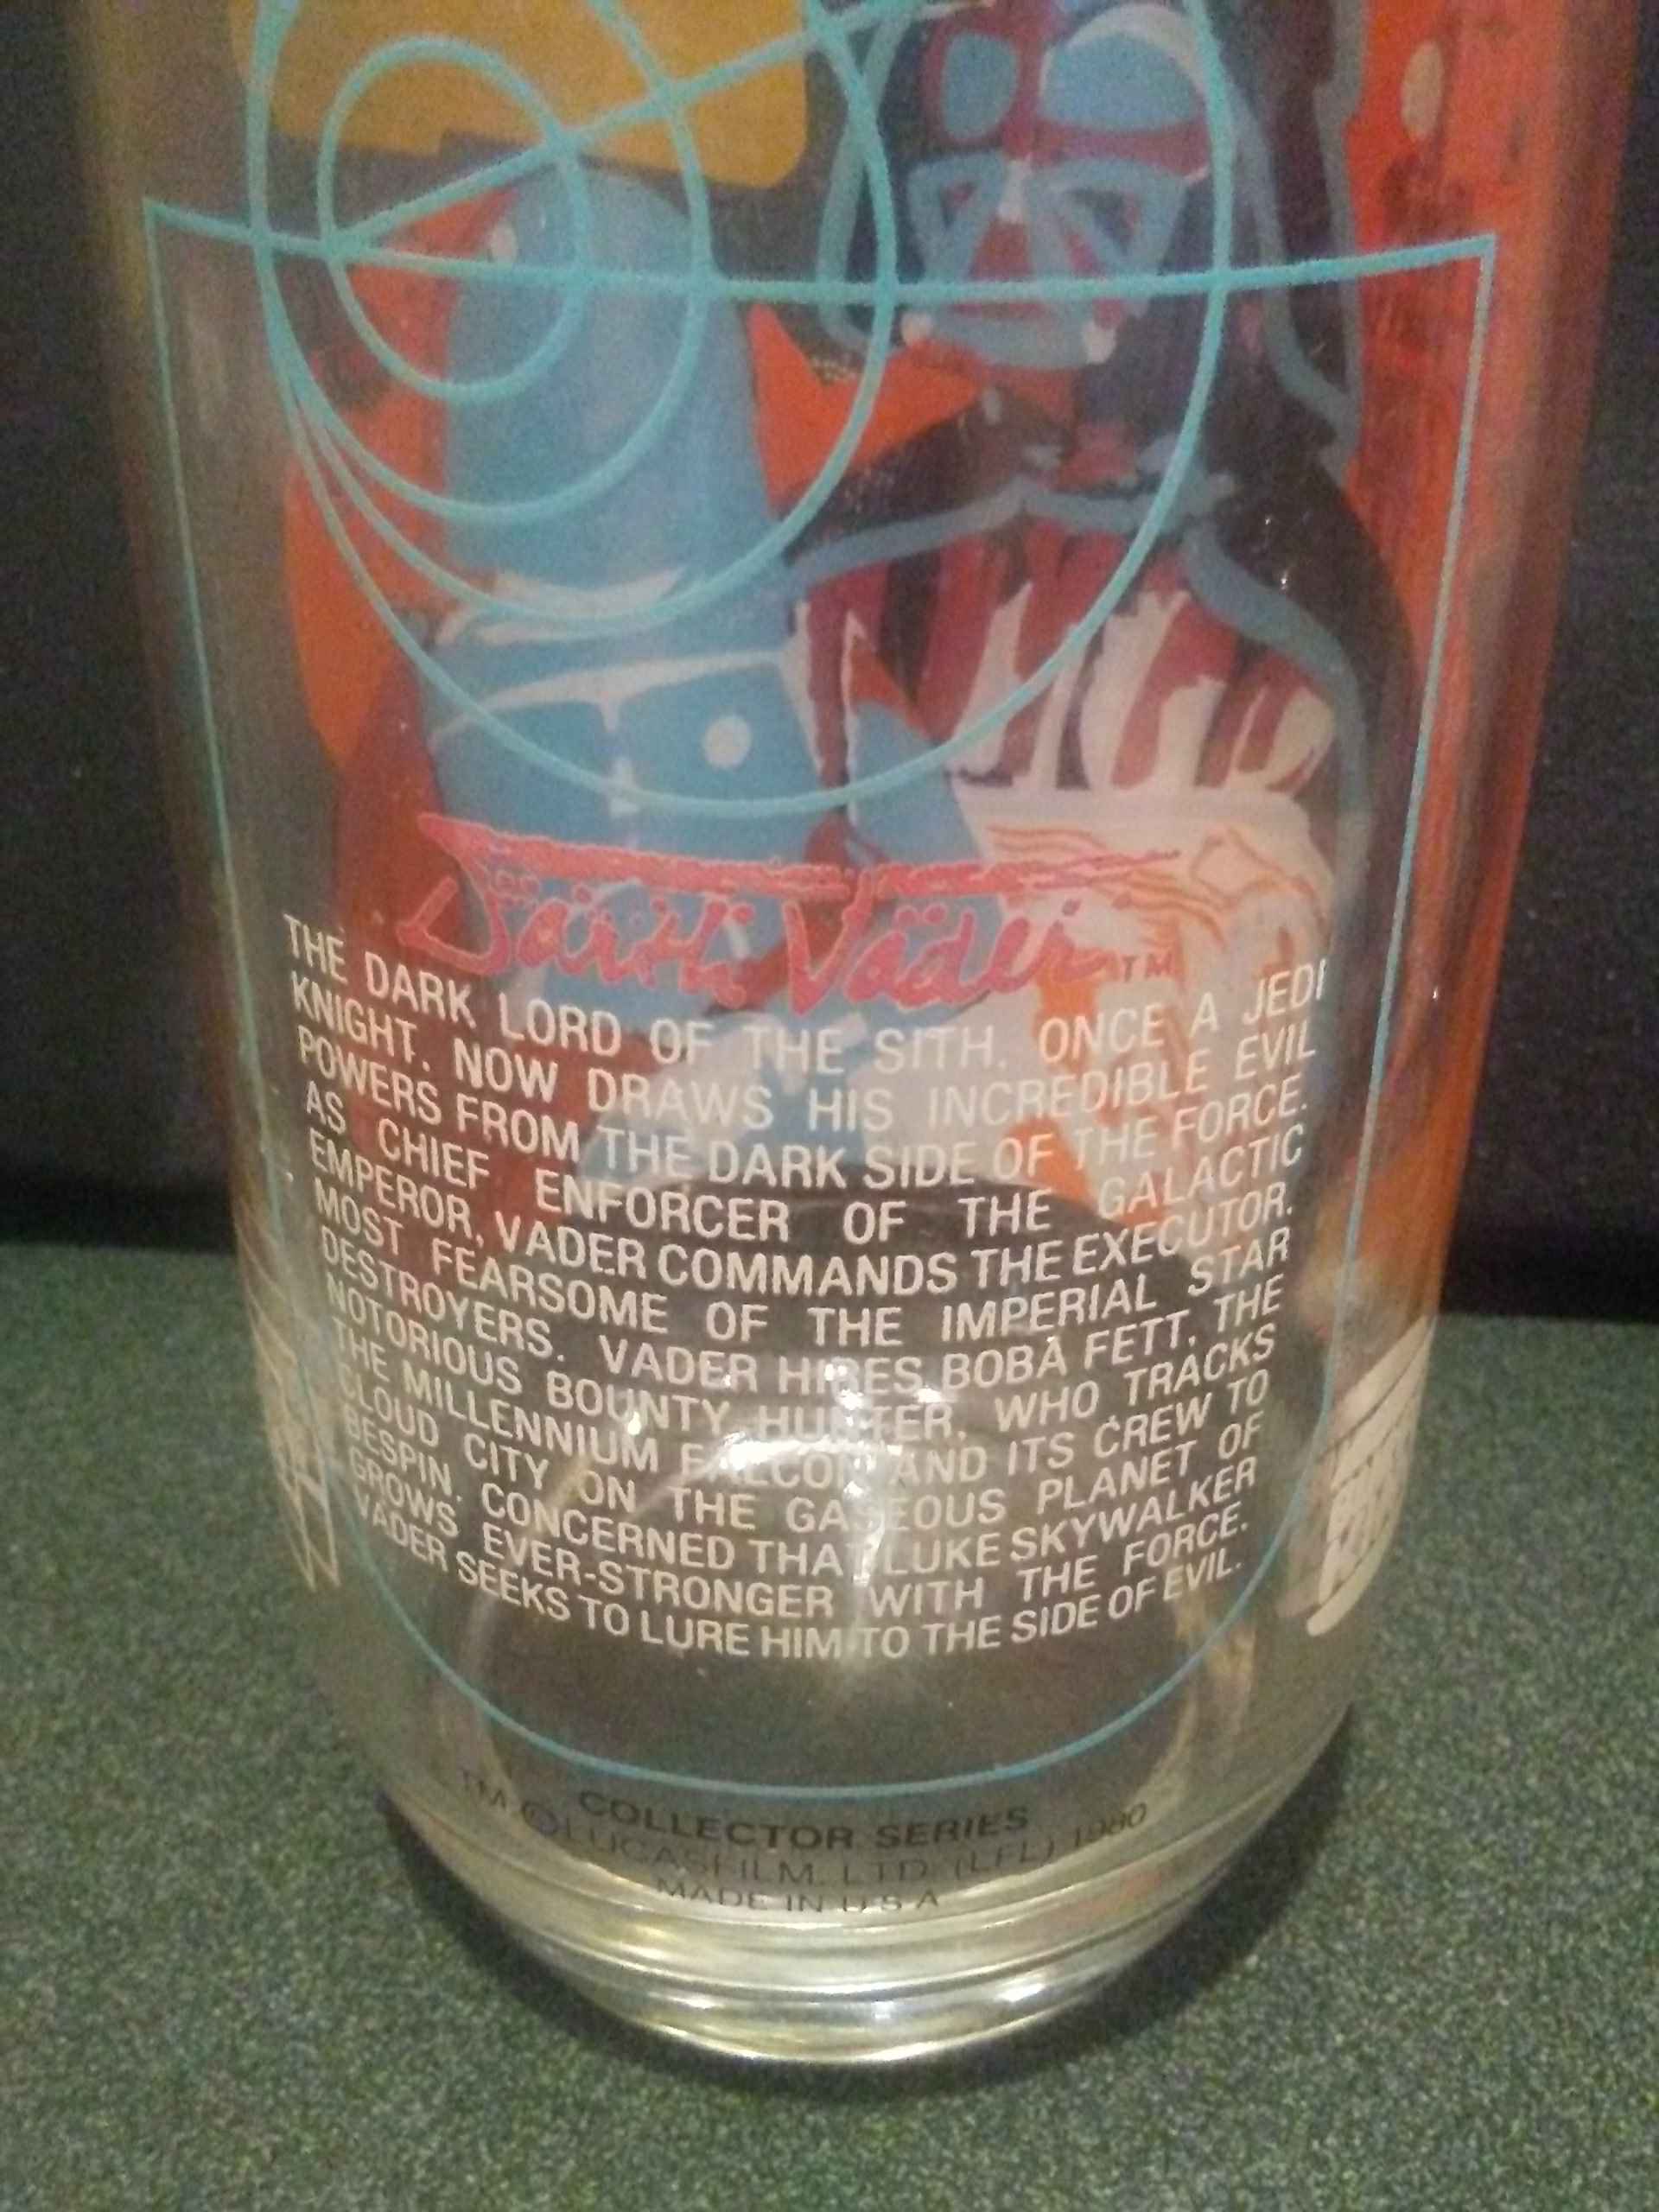 Darth Vader TM
THE DARK LORD OF THE SITH. ONCE A JEDI
KNIGHT. NOW DRAWS HIS INCREDIBLE EVIL
POWERS FROM THE DARK SIDE OF THE FORCE.
AS CHIEF ENFORCER OF THE GALACTIC
EMPEROR, VADER COMMANDS THE EXECUTOR.
MOST FEARSOME OF THE IMPERIAL STAR
DESTROYERS. VADER HIRES BOBA FETT, THE
NOTORIOUS BOUNTY HUNTER, WHO TRACKS
THE MILLENNIUM FALCON AND ITS CREW TO
CLOUD CITY ON THE GASEOUS PLANET OF
BESPIN. CONCERNED THAT LUKE SKYWALKER
GROWS EVER-STRONGER WITH THE FORCE.
VADER SEEKS TO LURE HIM TO THE SIDE OF EVIL.
COLLECTOR SERIES
TM ©LUCASFILM, LTD. (LFL) 1980
MADE IN U S A